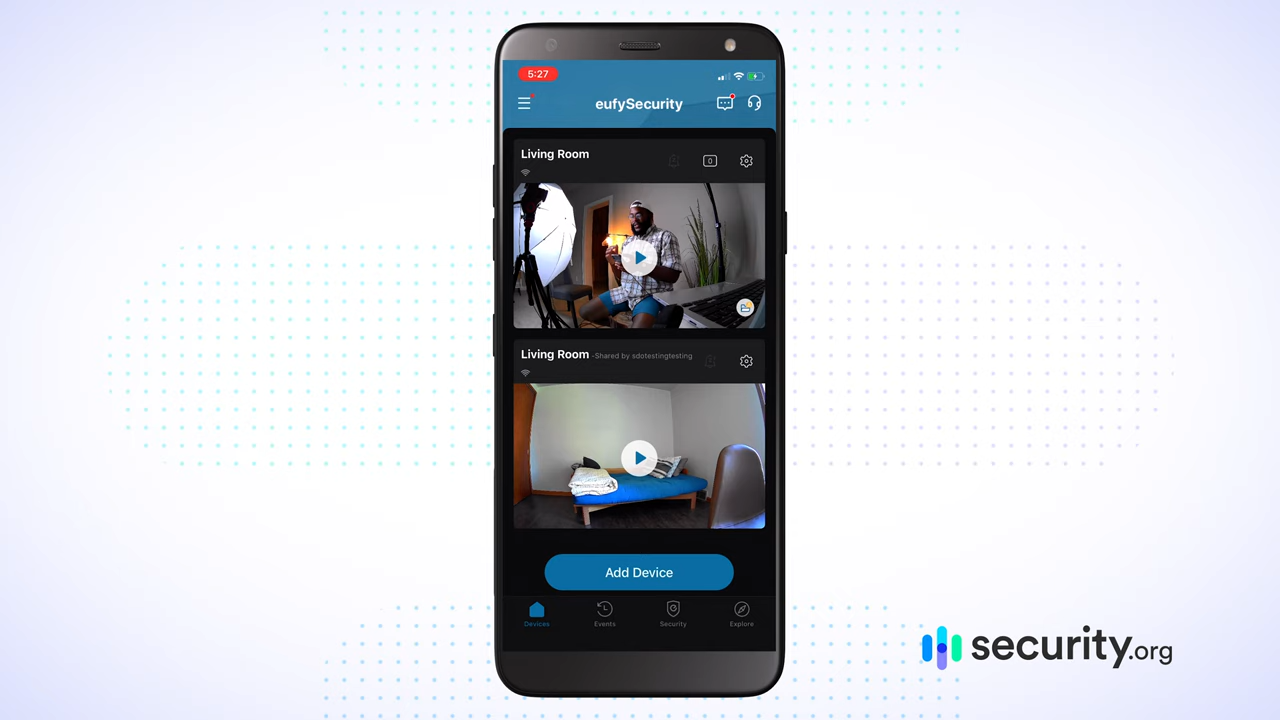 5:27
eufySecurity
Living Room
0
Living Room -Shared by sdotestingtesting
Add Device
Devices Events Security Explore
security.org